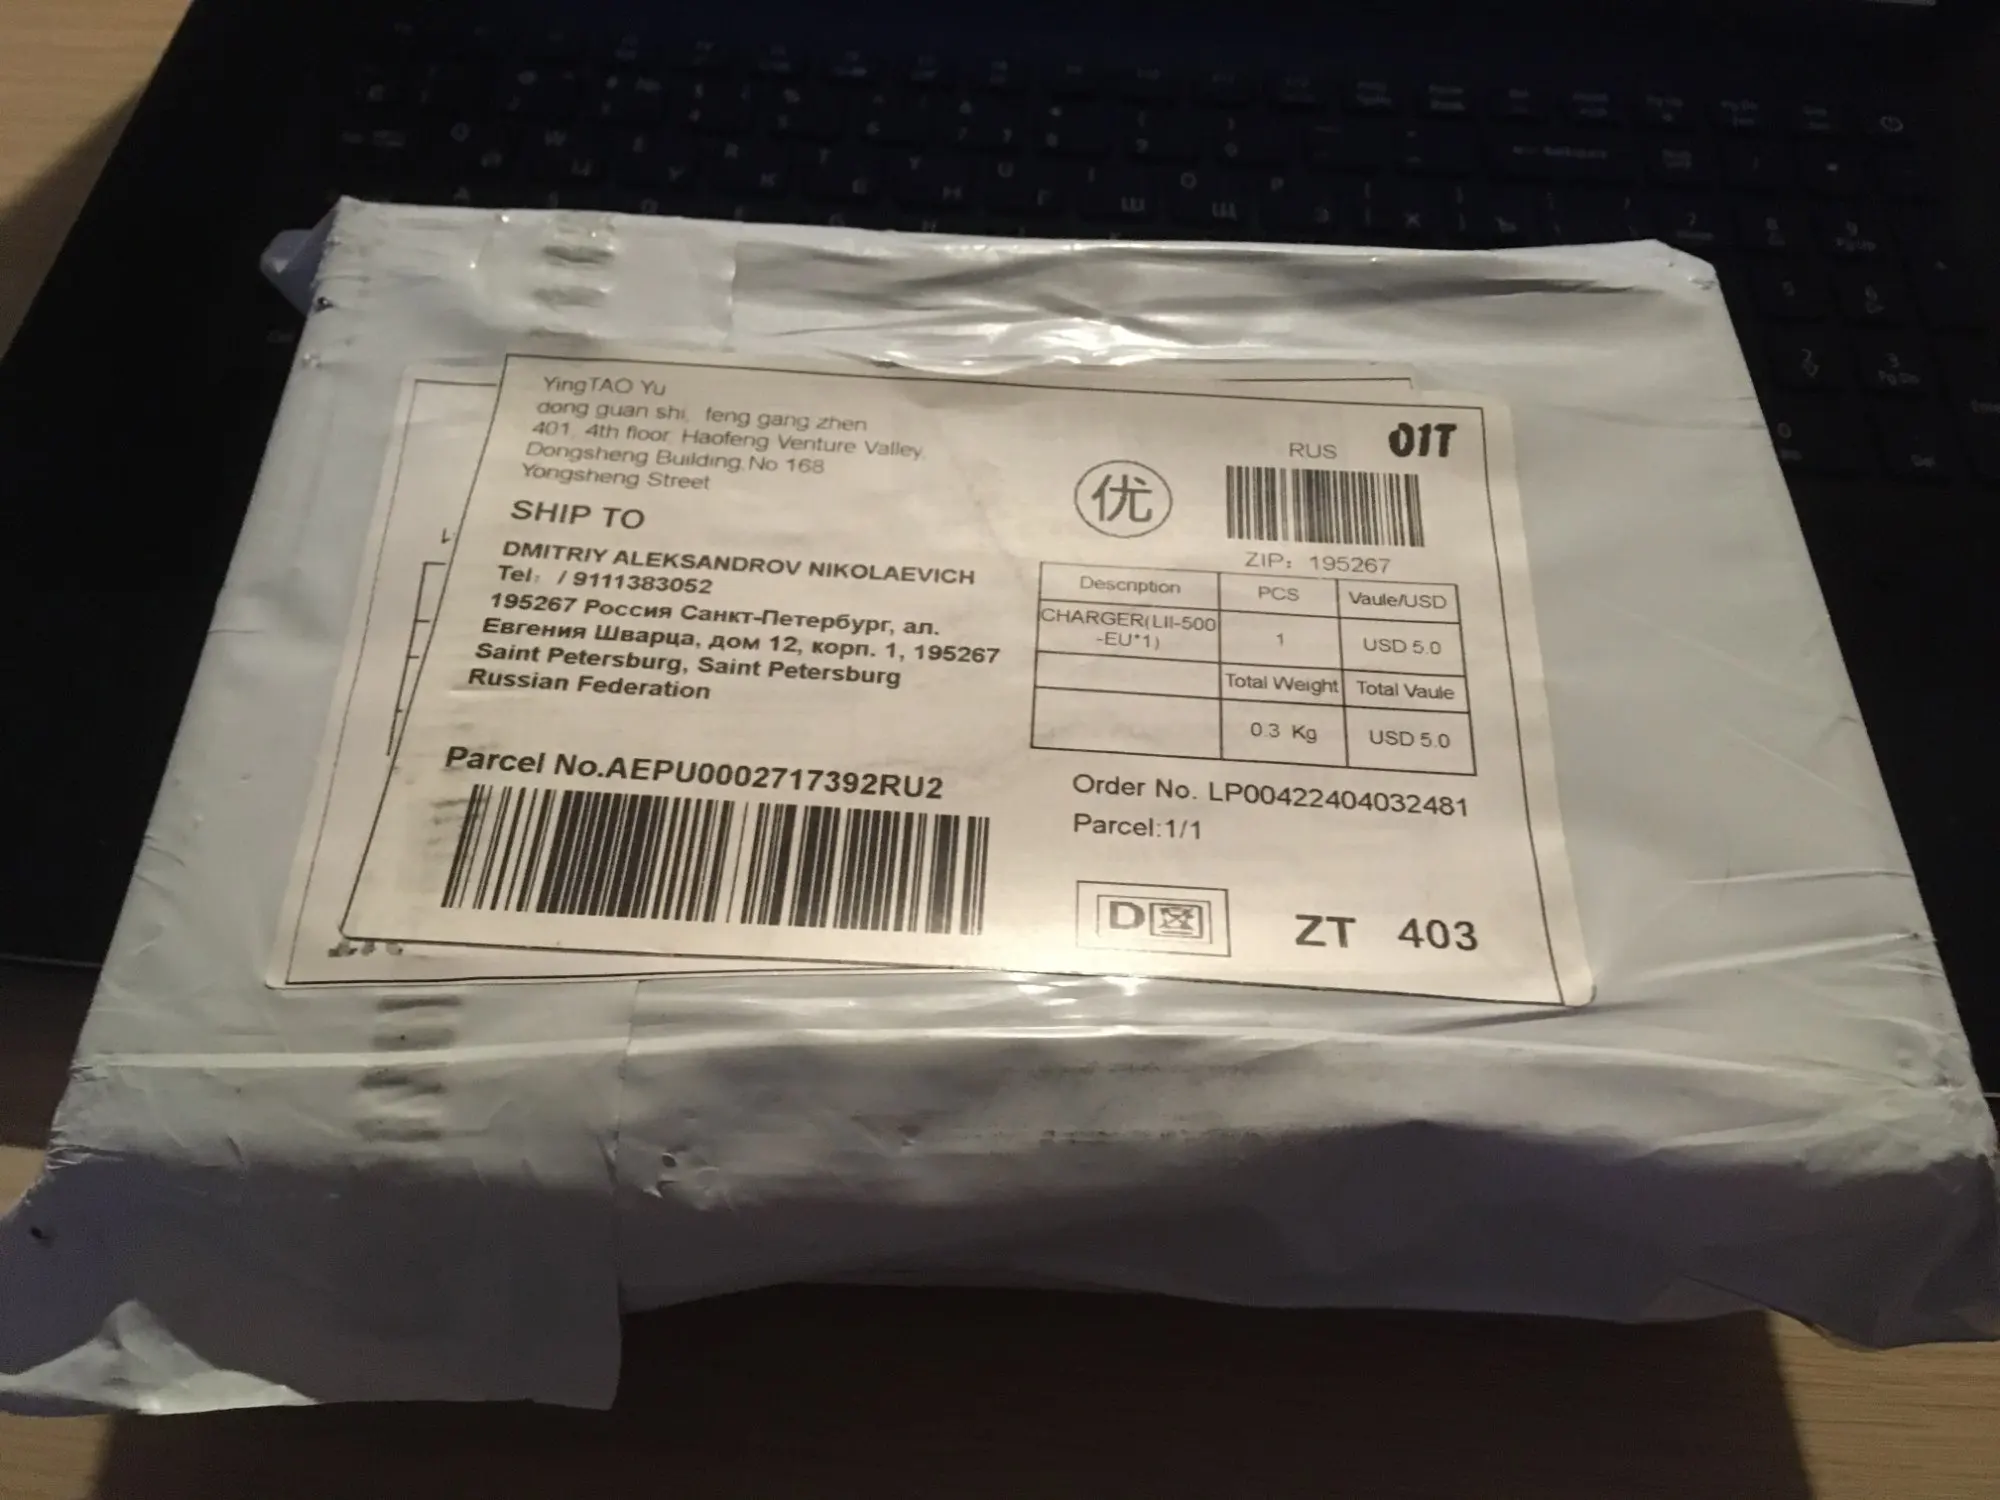 YingTAO Yu
dong guan shi, feng gang zhen
401, 4th floor, Haofeng Venture Valley,
Dongsheng Building,No 168
Yongsheng Street
SHIP TO
DMITRIY ALEKSANDROV NIKOLAEVICH
Tel: / 9111383052
195267 Россия Санкт-Петербург, ал.
Евгения Шварца, дом 12, корп. 1, 195267
Saint Petersburg, Saint Petersburg
Russian Federation
Parcel No.AEPU0002717392RU2
优
RUS 01T
ZIP: 195267
Description PCS Vaule/USD
CHARGER(LII-500
-EU*1) 1 USD 5.0
Total Weight Total Vaule
0.3 Kg USD 5.0
Order No. LP00422404032481
Parcel:1/1
D
ZT 403